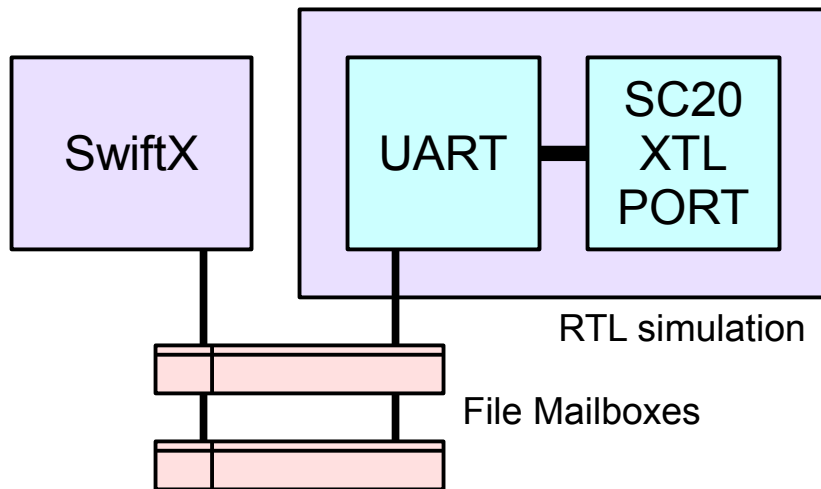 SwiftX
UART
SC20
XTL
PORT
RTL simulation
File Mailboxes